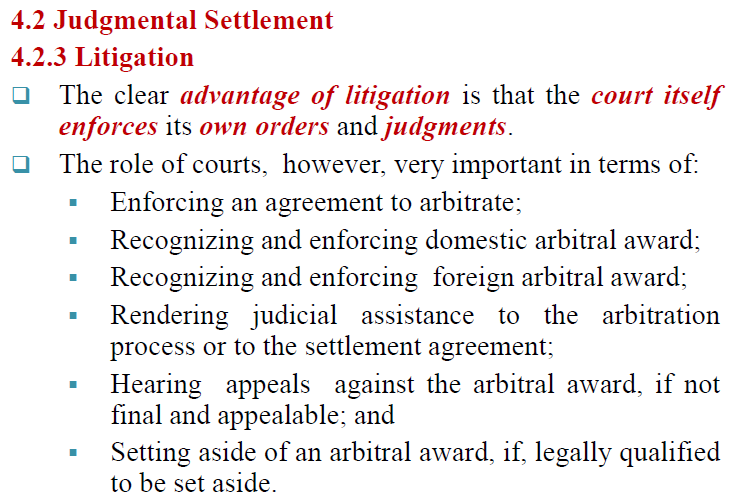 4.2 Judgmental Settlement
4.2.3 Litigation
❑ The clear advantage of litigation is that the court itself
enforces its own orders and judgments.
❑ The role of courts, however, very important in terms of:
▪ Enforcing an agreement to arbitrate;
▪ Recognizing and enforcing domestic arbitral award;
▪ Recognizing and enforcing foreign arbitral award;
▪ Rendering judicial assistance to the arbitration
process or to the settlement agreement;
▪ Hearing appeals against the arbitral award, if not
final and appealable; and
▪ Setting aside of an arbitral award, if, legally qualified
to be set aside.